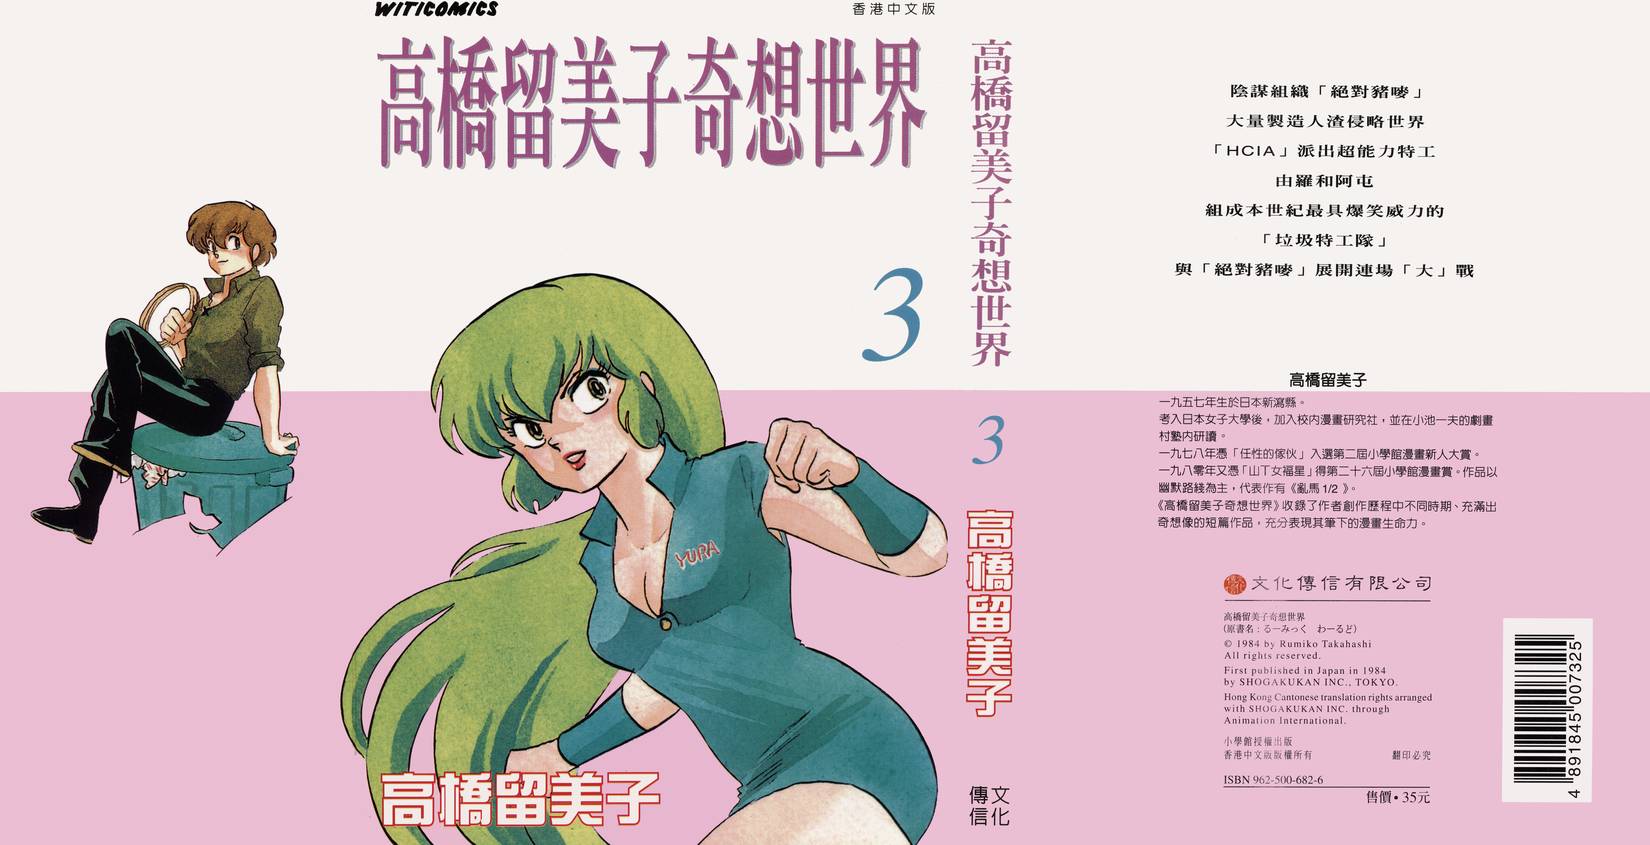 WITICOMICS
香港中文版
高橋留美子奇想世界
3
YURA
高橋留美子
高橋留美子奇想世界
3
高橋留美子
文化
傳信
陰謀組織「絕對豬嘜」
大量製造人渣侵略世界
「HCIA」派出超能力特工
由羅和阿屯
組成本世紀最具爆笑威力的
「垃圾特工隊」
與「絕對豬嘜」展開連場「大」戰
高橋留美子
一九五七年生於日本新瀉縣。
考入日本女子大學後，加入校內漫畫研究社，並在小池一夫的劇畫
村塾內研讀。
一九七八年憑「任性的傢伙」入選第二屆小學館漫畫新人大賞。
一九八零年又憑「山丁女福星」得第二十六屆小學館漫畫賞。作品以
幽默路綫為主，代表作有《亂馬1/2》。
《高橋留美子奇想世界》收錄了作者創作歷程中不同時期、充滿出
奇想像的短篇作品，充分表現其筆下的漫畫生命力。
文化傳信有限公司
高橋留美子奇想世界
(原書名：るーみっく わーるど)
© 1984 by Rumiko Takahashi
All rights reserved.
First published in Japan in 1984
by SHOGAKUKAN INC., TOKYO.
Hong Kong Cantonese translation rights arranged
with SHOGAKUKAN INC. through
Animation International.
小學館授權出版
香港中文版版權所有 翻印必究
ISBN 962-500-682-6
售價•35元
4 891845 007325